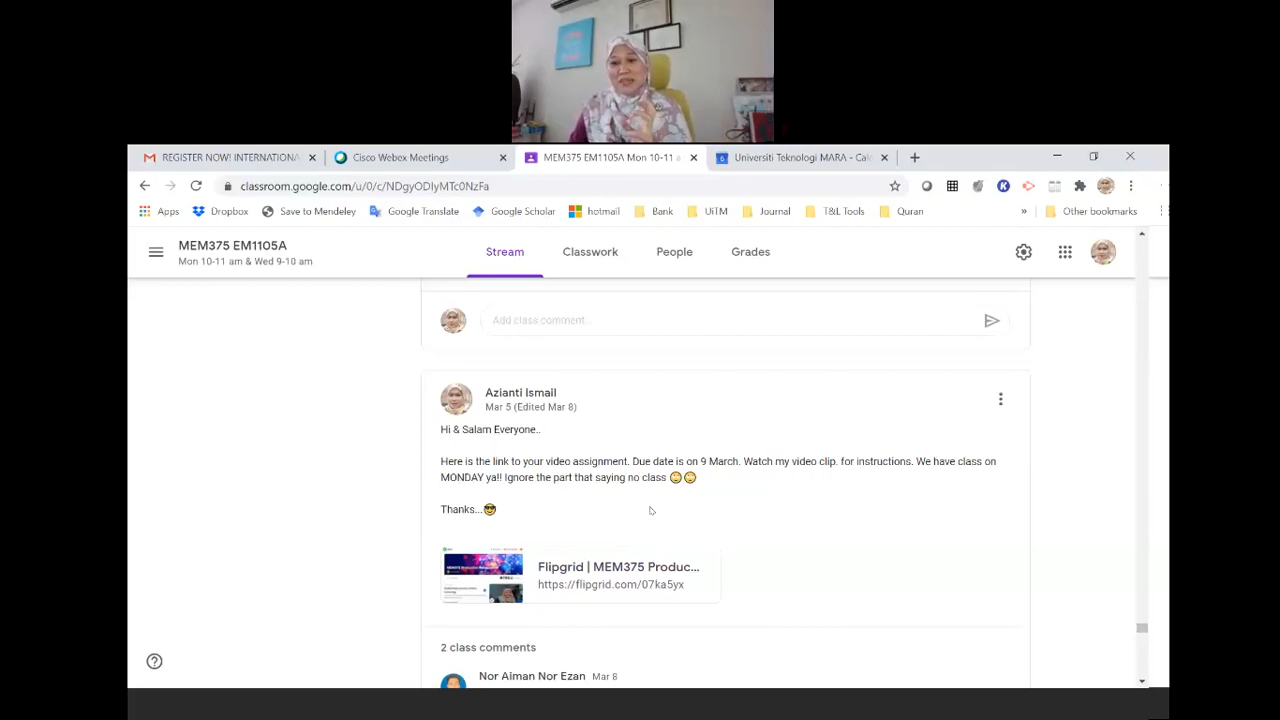 REGISTER NOW! INTERNATIONA
Cisco Webex Meetings
MEM375 EM1105A Mon 10-11 a
Universiti Teknologi MARA - Cal
classroom.google.com/u/0/c/NDgyODIyMTc0NzFa
Apps
Dropbox
Save to Mendeley
Google Translate
Google Scholar
hotmail
Bank
UiTM
Journal
T&L Tools
Quran
»
Other bookmarks
MEM375 EM1105A
Mon 10-11 am & Wed 9-10 am
Stream
Classwork
People
Grades
Add class comment...
Azianti Ismail
Mar 5 (Edited Mar 8)
Hi & Salam Everyone..
Here is the link to your video assignment. Due date is on 9 March. Watch my video clip. for instructions. We have class on
MONDAY ya!! Ignore the part that saying no class 🙄🙄
Thanks...😎
Flipgrid | MEM375 Produc...
https://flipgrid.com/07ka5yx
2 class comments
Nor Aiman Nor Ezan Mar 8